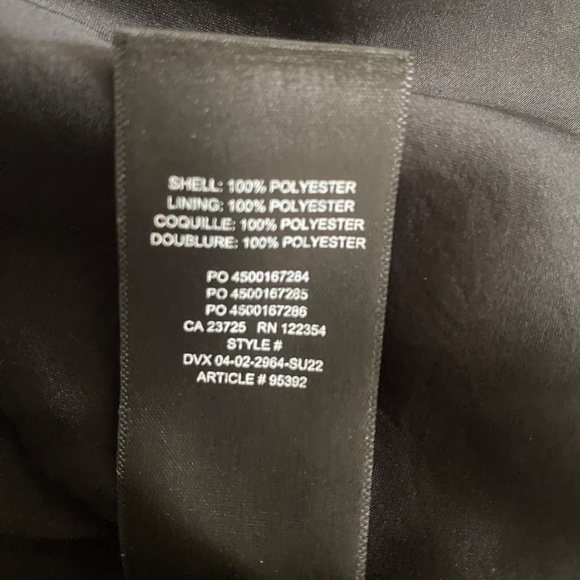 SHELL: 100% POLYESTER
LINING: 100% POLYESTER
COQUILLE: 100% POLYESTER
DOUBLURE: 100% POLYESTER
PO 4500167284
PO 4500167285
PO 4500167286
CA 23725 RN 122354
STYLE #
DVX 04-02-2964-SU22
ARTICLE # 95392